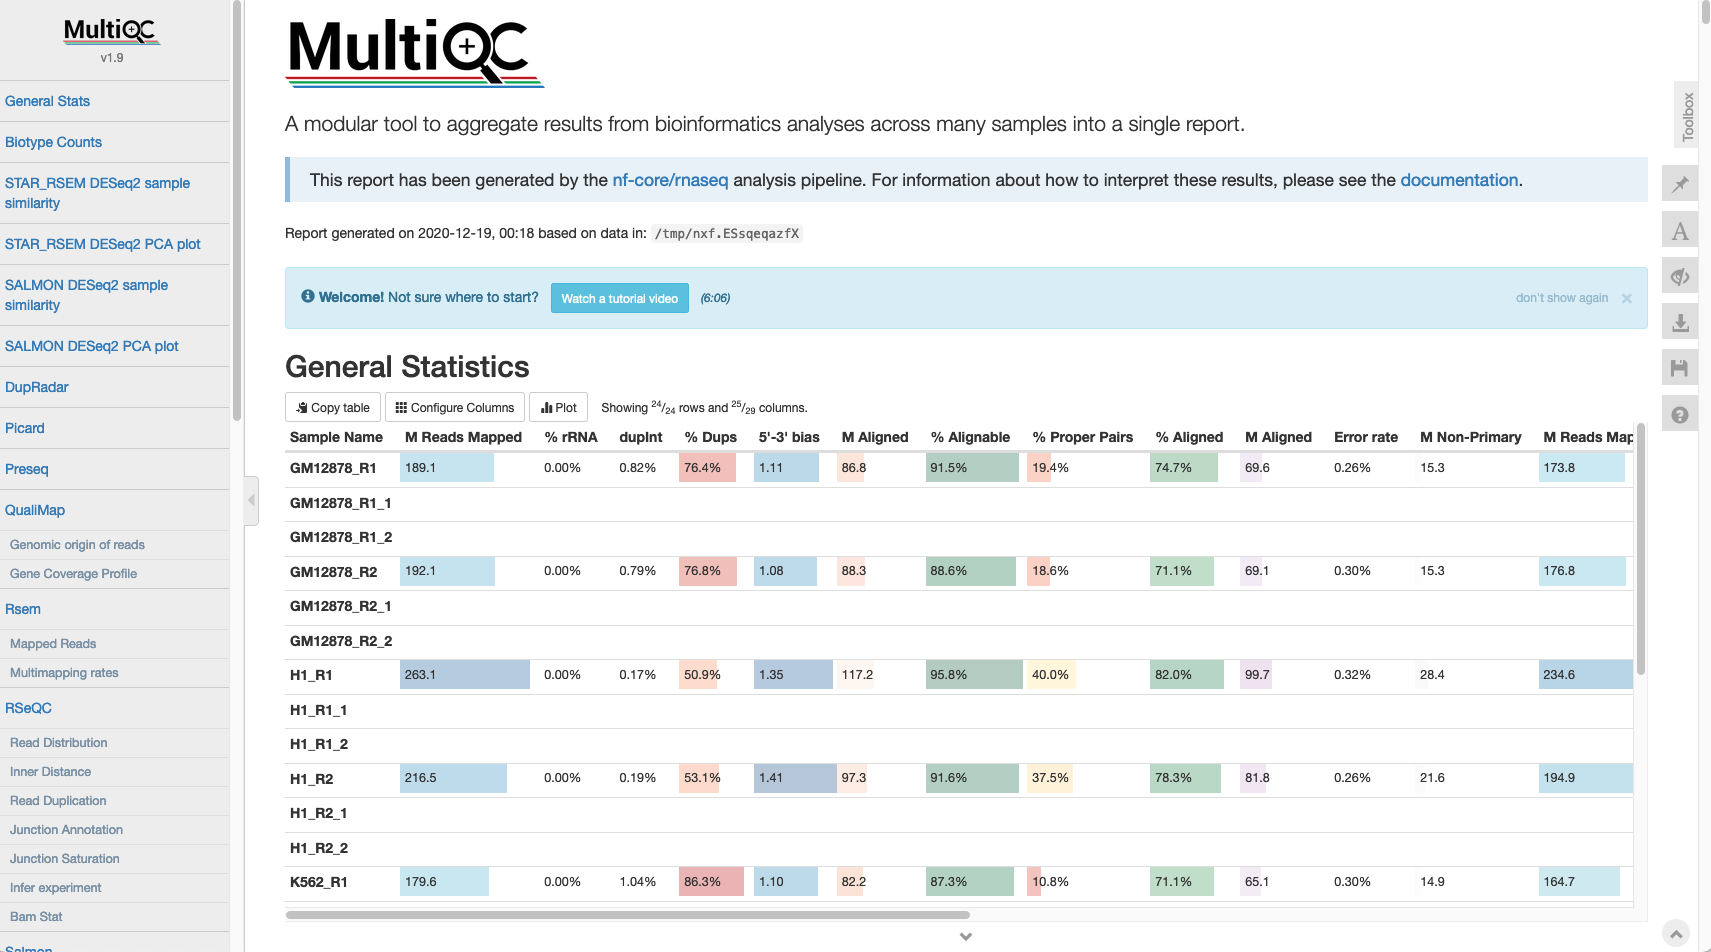 MultiQC
v1.9
General Stats
Biotype Counts
STAR_RSEM DESeq2 sample
similarity
STAR_RSEM DESeq2 PCA plot
SALMON DESeq2 sample
similarity
SALMON DESeq2 PCA plot
DupRadar
Picard
Preseq
QualiMap
Genomic origin of reads
Gene Coverage Profile
Rsem
Mapped Reads
Multimapping rates
RSeQC
Read Distribution
Inner Distance
Read Duplication
Junction Annotation
Junction Saturation
Infer experiment
Bam Stat
Salmon
MultiQC
A modular tool to aggregate results from bioinformatics analyses across many samples into a single report.
This report has been generated by the nf-core/rnaseq analysis pipeline. For information about how to interpret these results, please see the documentation.
Report generated on 2020-12-19, 00:18 based on data in: /tmp/nxf.ESsqeqazfX
Welcome! Not sure where to start? Watch a tutorial video (6:06) don't show again ×
General Statistics
Copy table Configure Columns Plot Showing 24/24 rows and 25/29 columns.
Sample Name M Reads Mapped % rRNA dupInt % Dups 5'-3' bias M Aligned % Alignable % Proper Pairs % Aligned M Aligned Error rate M Non-Primary M Reads Map
GM12878_R1 189.1 0.00% 0.82% 76.4% 1.11 86.8 91.5% 19.4% 74.7% 69.6 0.26% 15.3 173.8
GM12878_R1_1
GM12878_R1_2
GM12878_R2 192.1 0.00% 0.79% 76.8% 1.08 88.3 88.6% 18.6% 71.1% 69.1 0.30% 15.3 176.8
GM12878_R2_1
GM12878_R2_2
H1_R1 263.1 0.00% 0.17% 50.9% 1.35 117.2 95.8% 40.0% 82.0% 99.7 0.32% 28.4 234.6
H1_R1_1
H1_R1_2
H1_R2 216.5 0.00% 0.19% 53.1% 1.41 97.3 91.6% 37.5% 78.3% 81.8 0.26% 21.6 194.9
H1_R2_1
H1_R2_2
K562_R1 179.6 0.00% 1.04% 86.3% 1.10 82.2 87.3% 10.8% 71.1% 65.1 0.30% 14.9 164.7
Toolbox
A